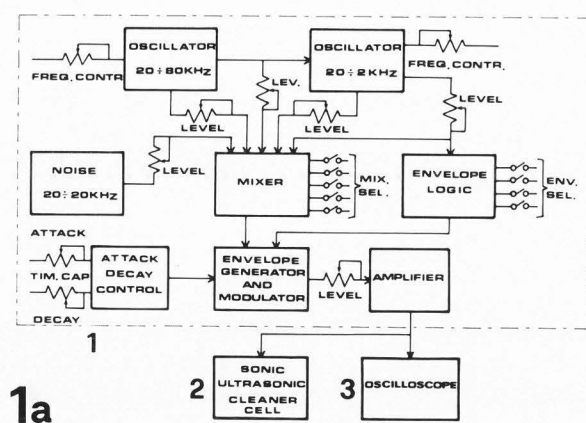 OSCILLATOR
20÷80KHz
OSCILLATOR
20÷2KHz
FREQ. CONTR.
LEV.
FREQ. CONTR.
LEVEL
LEVEL
LEVEL
NOISE
20÷20KHz
LEVEL
MIXER
MIX.
SEL.
ENVELOPE
LOGIC
ENV.
SEL.
ATTACK
TIM. CAP
DECAY
ATTACK
DECAY
CONTROL
ENVELOPE
GENERATOR
AND
MODULATOR
LEVEL
AMPLIFIER
1
2
SONIC
ULTRASONIC
CLEANER
CELL
3
OSCILLOSCOPE
1a